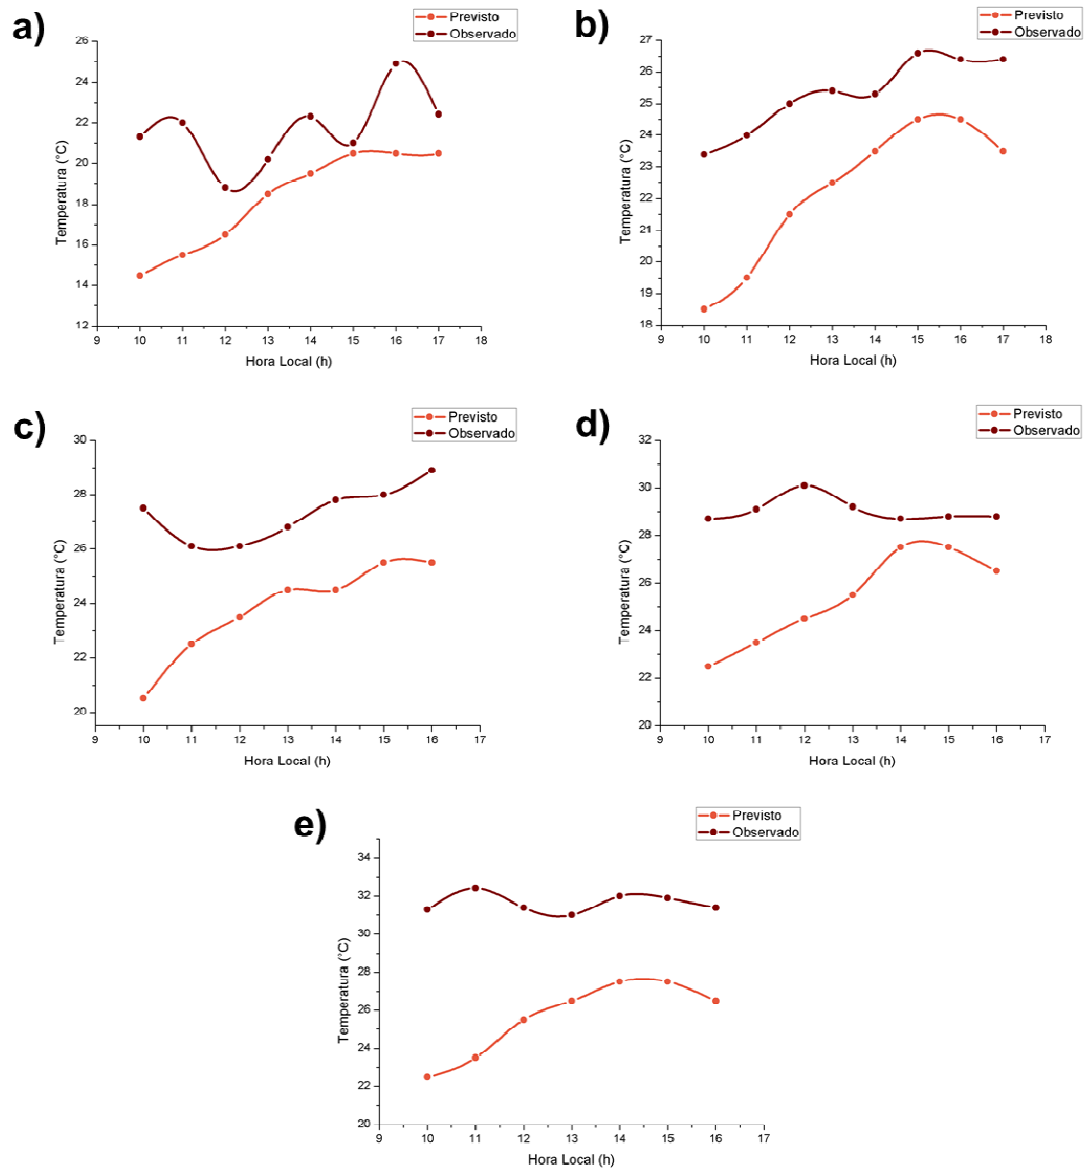 a)
Previsto
Observado
26
24
22
20
18
16
14
12
Temperatura (°C)
9 10 11 12 13 14 15 16 17 18
Hora Local (h)
b)
Previsto
Observado
27
26
25
24
23
22
21
20
19
18
Temperatura (°C)
9 10 11 12 13 14 15 16 17 18
Hora Local (h)
c)
Previsto
Observado
30
28
26
24
22
20
Temperatura (°C)
9 10 11 12 13 14 15 16 17
Hora Local (h)
d)
Previsto
Observado
32
30
28
26
24
22
20
Temperatura (°C)
9 10 11 12 13 14 15 16 17
Hora Local (h)
e)
Previsto
Observado
34
32
30
28
26
24
22
20
Temperatura (°C)
9 10 11 12 13 14 15 16 17
Hora Local (h)